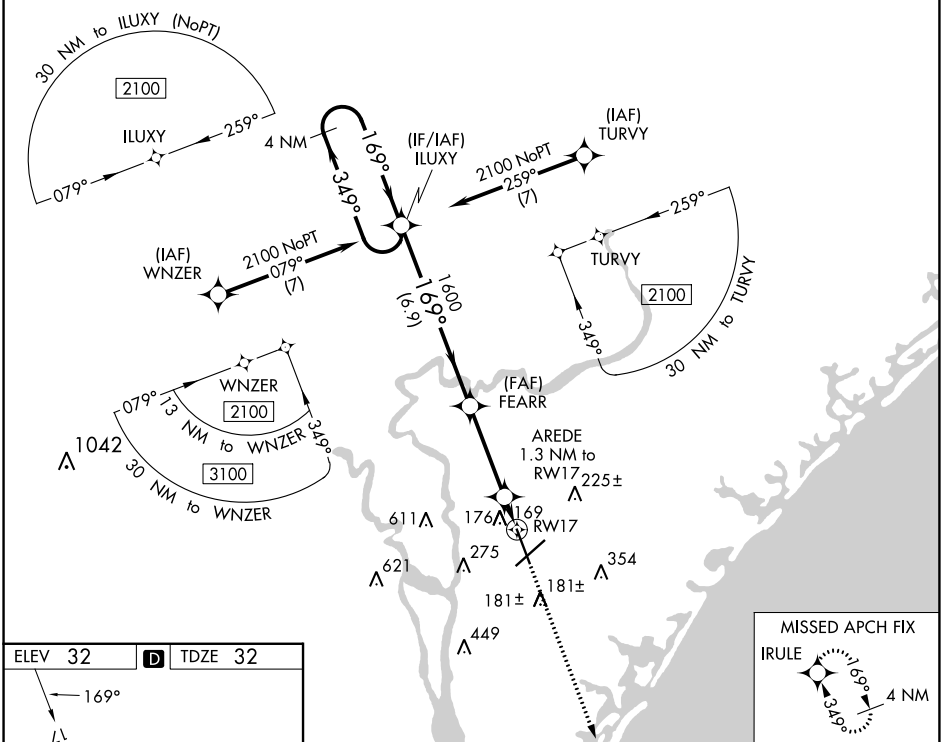 30 NM to ILUXY (NoPT)
2100
ILUXY
259°
079°
4 NM
169°
349°
(IF/IAF)
ILUXY
(IAF)
TURVY
2100 NoPT
259°
(7)
(IAF)
WNZER
2100 NoPT
079°
(7)
1600
169°
(6.9)
259°
TURVY
2100
349°
30 NM to TURVY
WNZER
079°
2100
13 NM to WNZER
349°
3100
30 NM to WNZER
1042
(FAF)
FEARR
AREDE
1.3 NM to
RW17
225±
611
176
169
RW17
275
621
354
181±
181±
449
ELEV 32
D
TDZE 32
169°
MISSED APCH FIX
IRULE
169°
4 NM
349°